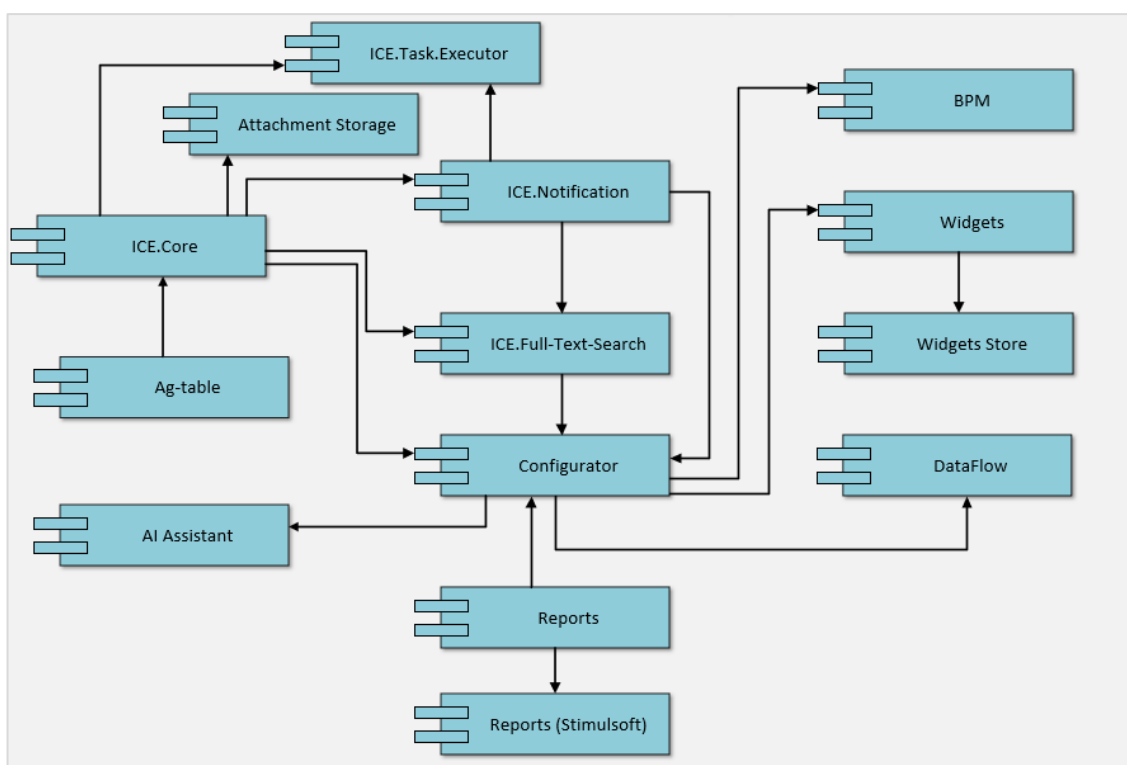 ICE.Task.Executor
BPM
Attachment Storage
ICE.Notification
Widgets
ICE.Core
ICE.Full-Text-Search
Widgets Store
Ag-table
Configurator
DataFlow
AI Assistant
Reports
Reports (Stimulsoft)